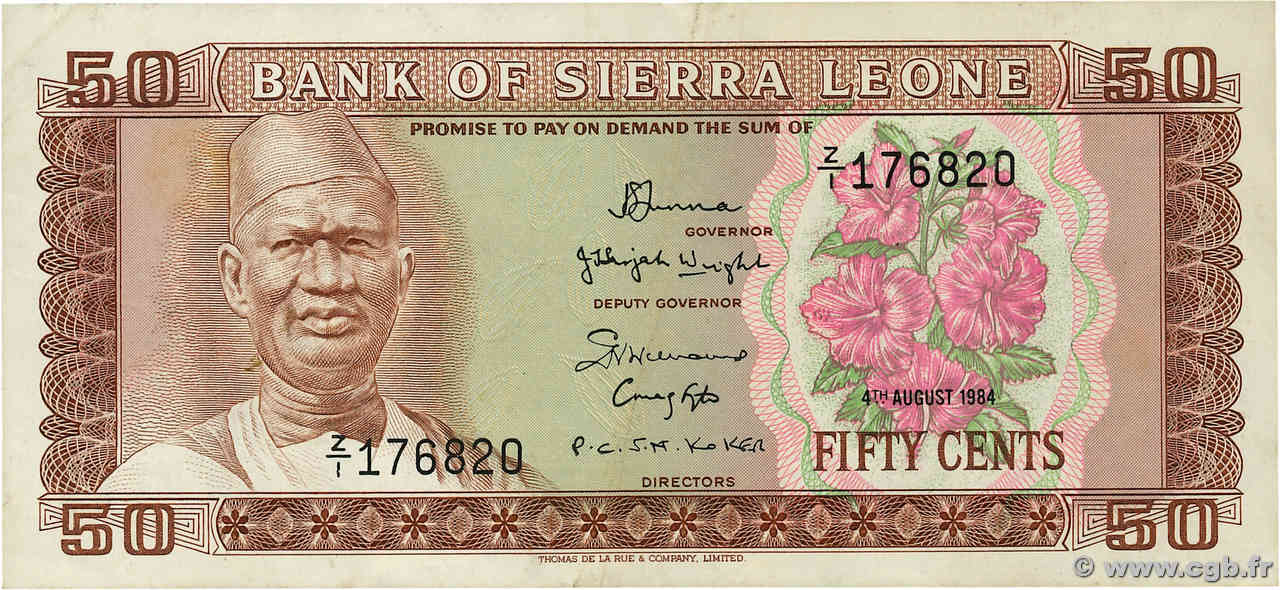 50 BANK OF SIERRA LEONE 50
PROMISE TO PAY ON DEMAND THE SUM OF
Z/1 176820
GOVERNOR
DEPUTY GOVERNOR
4TH AUGUST 1984
FIFTY CENTS
Z/1 176820
P.C.S.M. KOKER
DIRECTORS
50 50
THOMAS DE LA RUE & COMPANY, LIMITED.
© www.cgb.fr